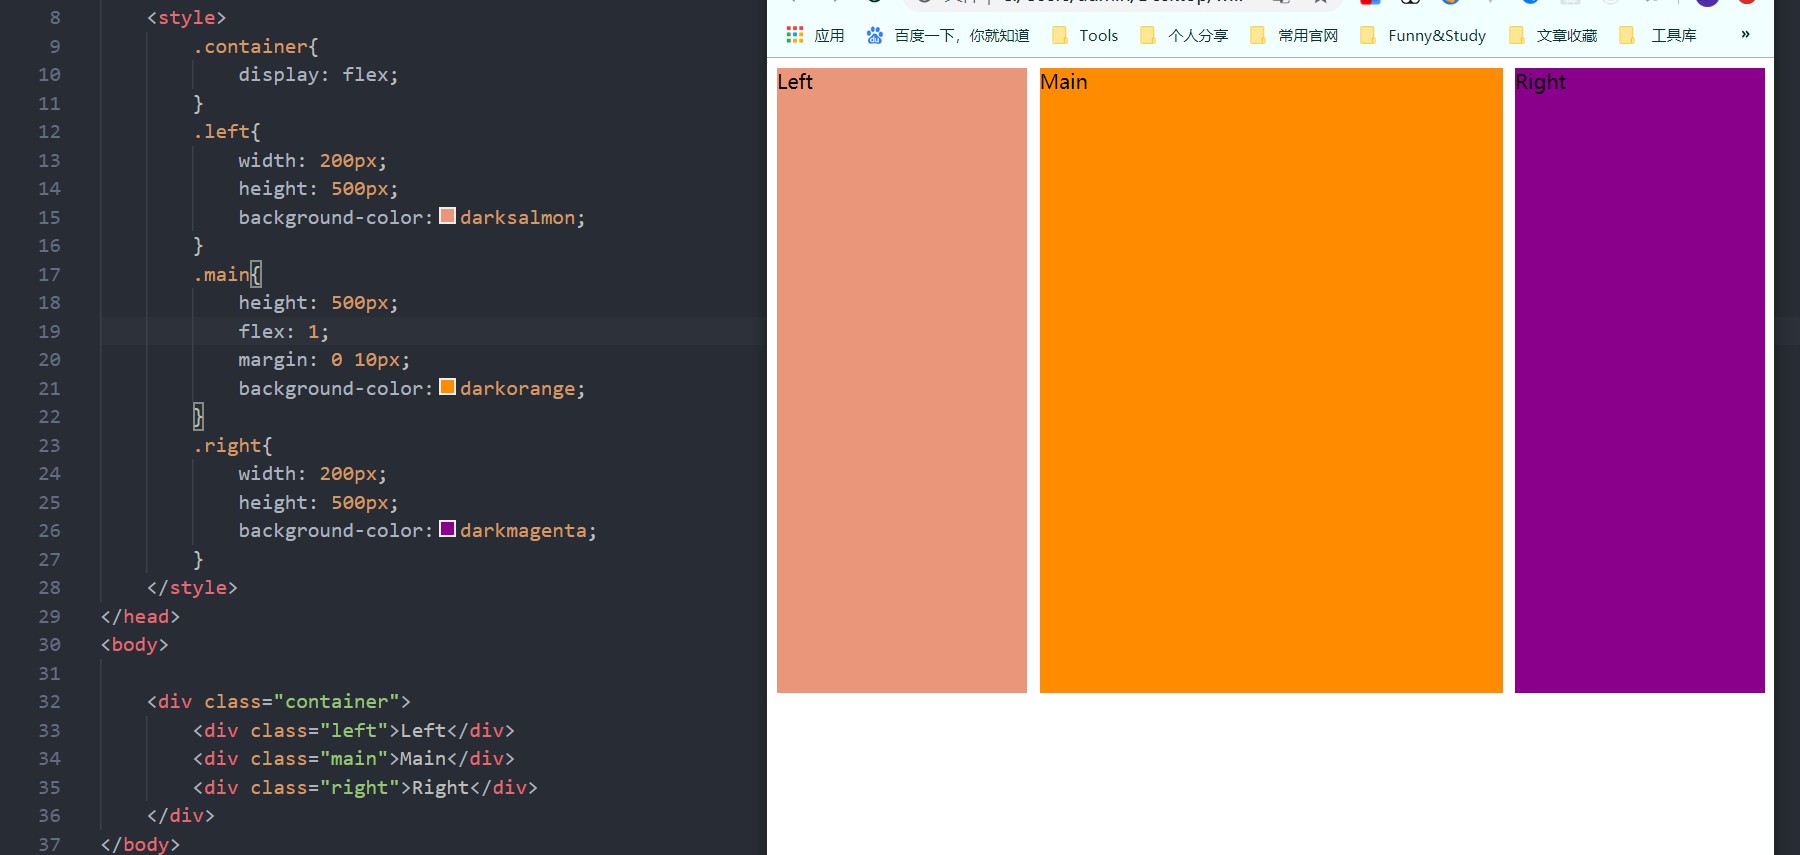 8 <style>
9 .container{
10 display: flex;
11 }
12 .left{
13 width: 200px;
14 height: 500px;
15 background-color: darksalmon;
16 }
17 .main{
18 height: 500px;
19 flex: 1;
20 margin: 0 10px;
21 background-color: darkorange;
22 }
23 .right{
24 width: 200px;
25 height: 500px;
26 background-color: darkmagenta;
27 }
28 </style>
29 </head>
30 <body>
31
32 <div class="container">
33 <div class="left">Left</div>
34 <div class="main">Main</div>
35 <div class="right">Right</div>
36 </div>
37 </body>
应用 百度一下，你就知道 Tools 个人分享 常用官网 Funny&Study 文章收藏 工具库 »
Left Main Right